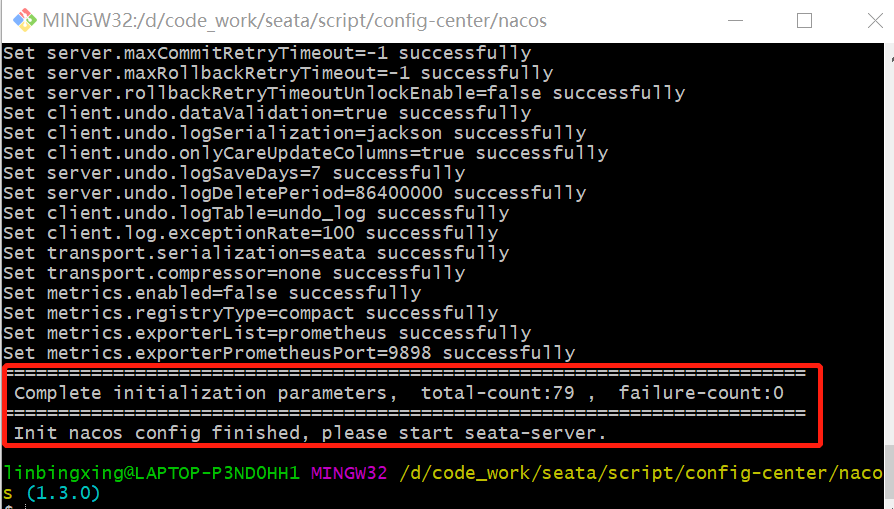 MINGW32:/d/code_work/seata/script/config-center/nacos
Set server.maxCommitRetryTimeout=-1 successfully
Set server.maxRollbackRetryTimeout=-1 successfully
Set server.rollbackRetryTimeoutUnlockEnable=false successfully
Set client.undo.dataValidation=true successfully
Set client.undo.logSerialization=jackson successfully
Set client.undo.onlyCareUpdateColumns=true successfully
Set server.undo.logSaveDays=7 successfully
Set server.undo.logDeletePeriod=86400000 successfully
Set client.undo.logTable=undo_log successfully
Set client.log.exceptionRate=100 successfully
Set transport.serialization=seata successfully
Set transport.compressor=none successfully
Set metrics.enabled=false successfully
Set metrics.registryType=compact successfully
Set metrics.exporterList=prometheus successfully
Set metrics.exporterPrometheusPort=9898 successfully
=========================================================================
 Complete initialization parameters,  total-count:79 ,  failure-count:0
=========================================================================
 Init nacos config finished, please start seata-server.
linbingxing@LAPTOP-P3ND0HH1 MINGW32 /d/code_work/seata/script/config-center/naco
s (1.3.0)
$